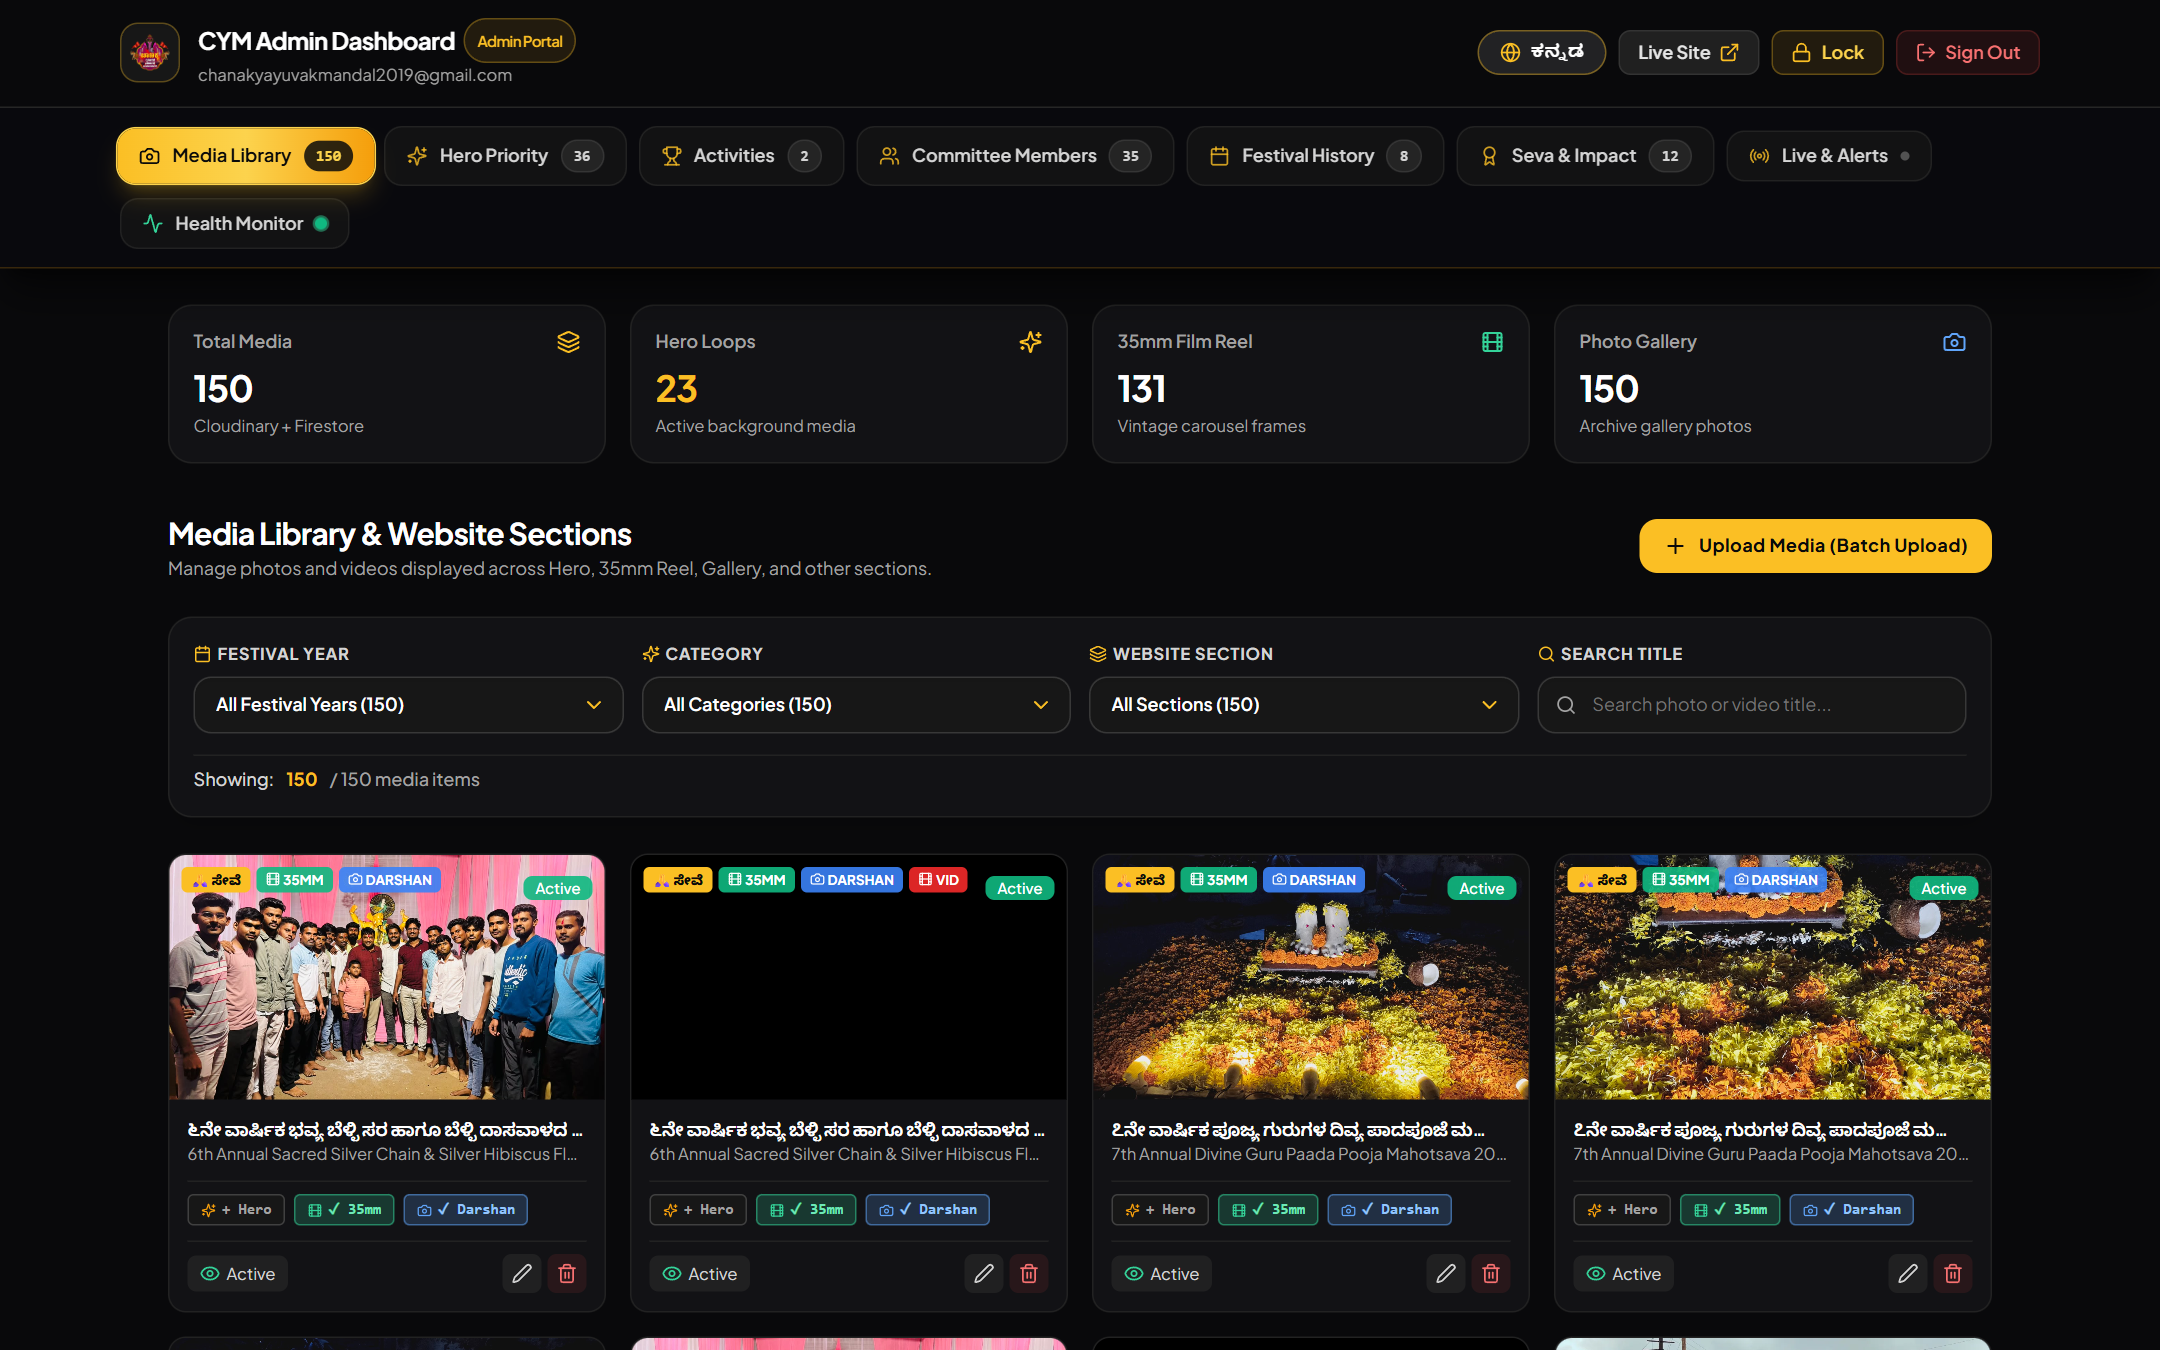 CYM Admin Dashboard
Admin Portal
chanakyayuvakmandal2019@gmail.com
ಕನ್ನಡ
Live Site
Lock
Sign Out
Media Library 150
Hero Priority 36
Activities 2
Committee Members 35
Festival History 8
Seva & Impact 12
Live & Alerts
Health Monitor
Total Media
150
Cloudinary + Firestore
Hero Loops
23
Active background media
35mm Film Reel
131
Vintage carousel frames
Photo Gallery
150
Archive gallery photos
Media Library & Website Sections
Manage photos and videos displayed across Hero, 35mm Reel, Gallery, and other sections.
+ Upload Media (Batch Upload)
FESTIVAL YEAR
All Festival Years (150)
CATEGORY
All Categories (150)
WEBSITE SECTION
All Sections (150)
SEARCH TITLE
Search photo or video title...
Showing: 150 / 150 media items
🙏 ಸೇವೆ 35MM DARSHAN Active
೬ನೇ ವಾರ್ಷಿಕ ಭವ್ಯ ಬೆಳ್ಳಿ ಸರ ಹಾಗೂ ಬೆಳ್ಳಿ ದಾಸವಾಳದ ...
6th Annual Sacred Silver Chain & Silver Hibiscus Fl...
+ Hero ✓ 35mm ✓ Darshan
Active
🙏 ಸೇವೆ 35MM DARSHAN VID Active
೬ನೇ ವಾರ್ಷಿಕ ಭವ್ಯ ಬೆಳ್ಳಿ ಸರ ಹಾಗೂ ಬೆಳ್ಳಿ ದಾಸವಾಳದ ...
6th Annual Sacred Silver Chain & Silver Hibiscus Fl...
+ Hero ✓ 35mm ✓ Darshan
Active
🙏 ಸೇವೆ 35MM DARSHAN Active
೭ನೇ ವಾರ್ಷಿಕ ಪೂಜ್ಯ ಗುರುಗಳ ದಿವ್ಯ ಪಾದಪೂಜೆ ಮ...
7th Annual Divine Guru Paada Pooja Mahotsava 20...
+ Hero ✓ 35mm ✓ Darshan
Active
🙏 ಸೇವೆ 35MM DARSHAN Active
೭ನೇ ವಾರ್ಷಿಕ ಪೂಜ್ಯ ಗುರುಗಳ ದಿವ್ಯ ಪಾದಪೂಜೆ ಮ...
7th Annual Divine Guru Paada Pooja Mahotsava 20...
+ Hero ✓ 35mm ✓ Darshan
Active